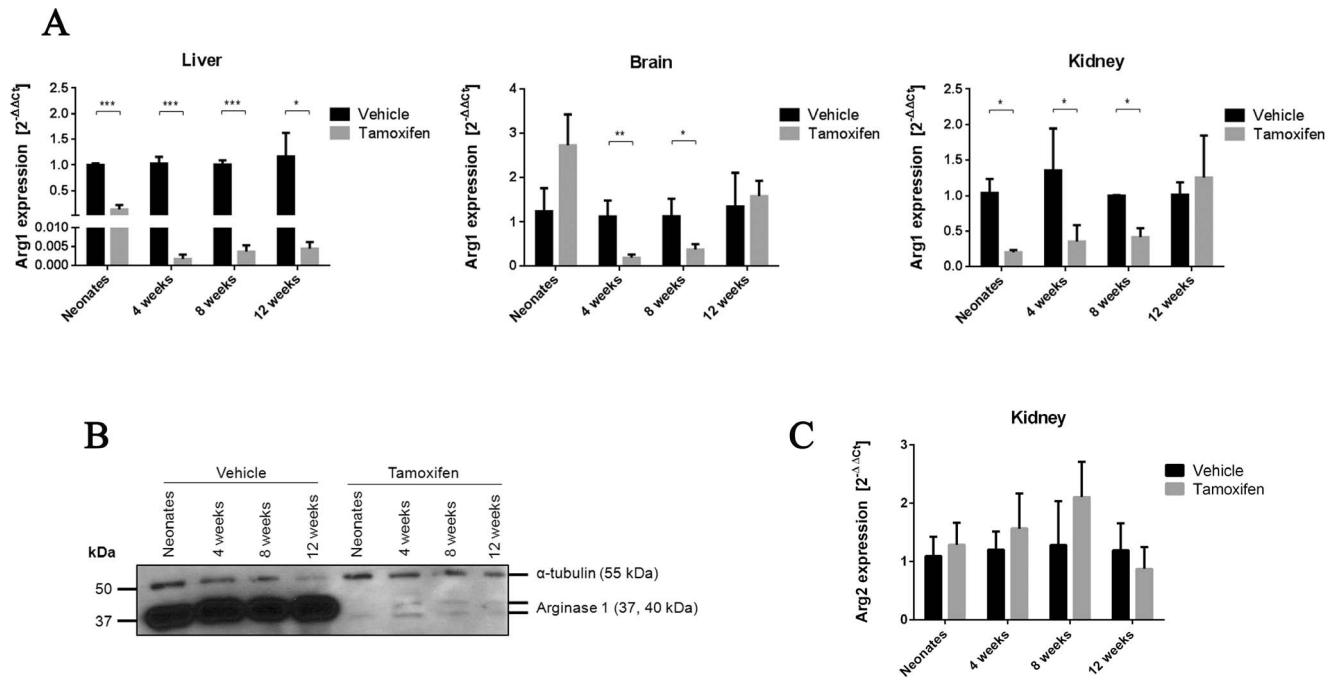 A
Liver
Arg1 expression [2^-ΔΔCt]
2.5
2.0
1.5
1.0
0.5
0.010
0.005
0.000
***
***
***
*
Vehicle
Tamoxifen
Neonates
4 weeks
8 weeks
12 weeks
Brain
Arg1 expression [2^-ΔΔCt]
4
3
2
1
0
**
*
Vehicle
Tamoxifen
Neonates
4 weeks
8 weeks
12 weeks
Kidney
Arg1 expression [2^-ΔΔCt]
2.5
2.0
1.5
1.0
0.5
0.0
*
*
*
Vehicle
Tamoxifen
Neonates
4 weeks
8 weeks
12 weeks
B
Vehicle
Tamoxifen
Neonates
4 weeks
8 weeks
12 weeks
Neonates
4 weeks
8 weeks
12 weeks
kDa
50
37
α-tubulin (55 kDa)
Arginase 1 (37, 40 kDa)
C
Kidney
Arg2 expression [2^-ΔΔCt]
3
2
1
0
Vehicle
Tamoxifen
Neonates
4 weeks
8 weeks
12 weeks